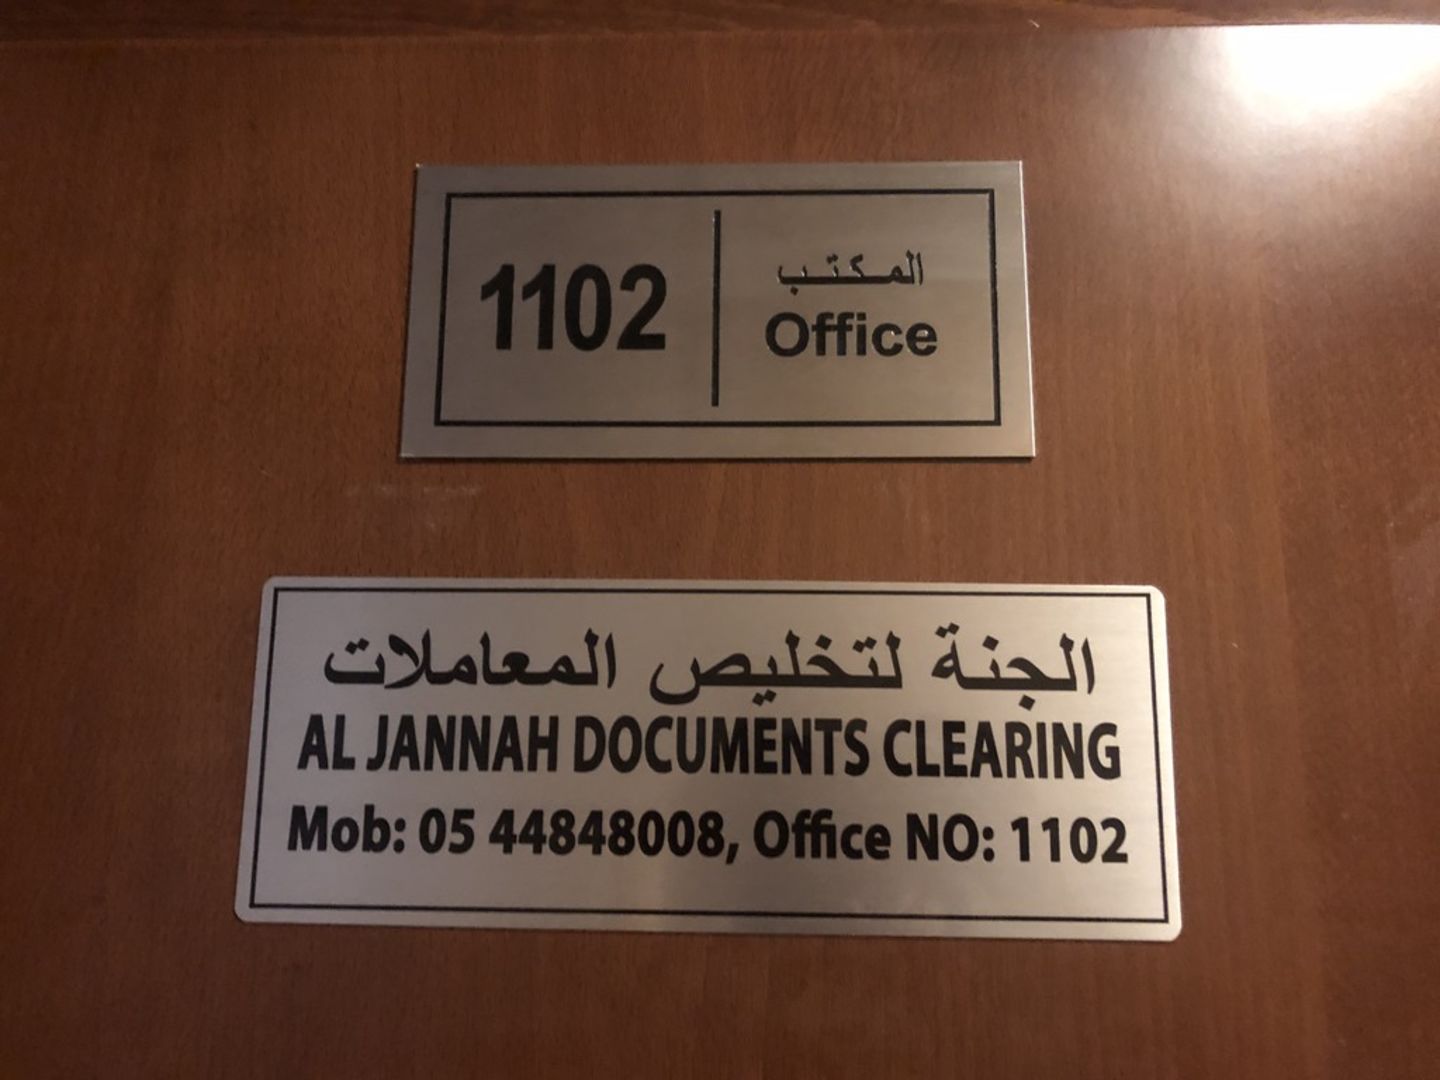 1102
المكتب
Office
الجنة لتخليص المعاملات
AL JANNAH DOCUMENTS CLEARING
Mob: 05 44848008, Office NO: 1102